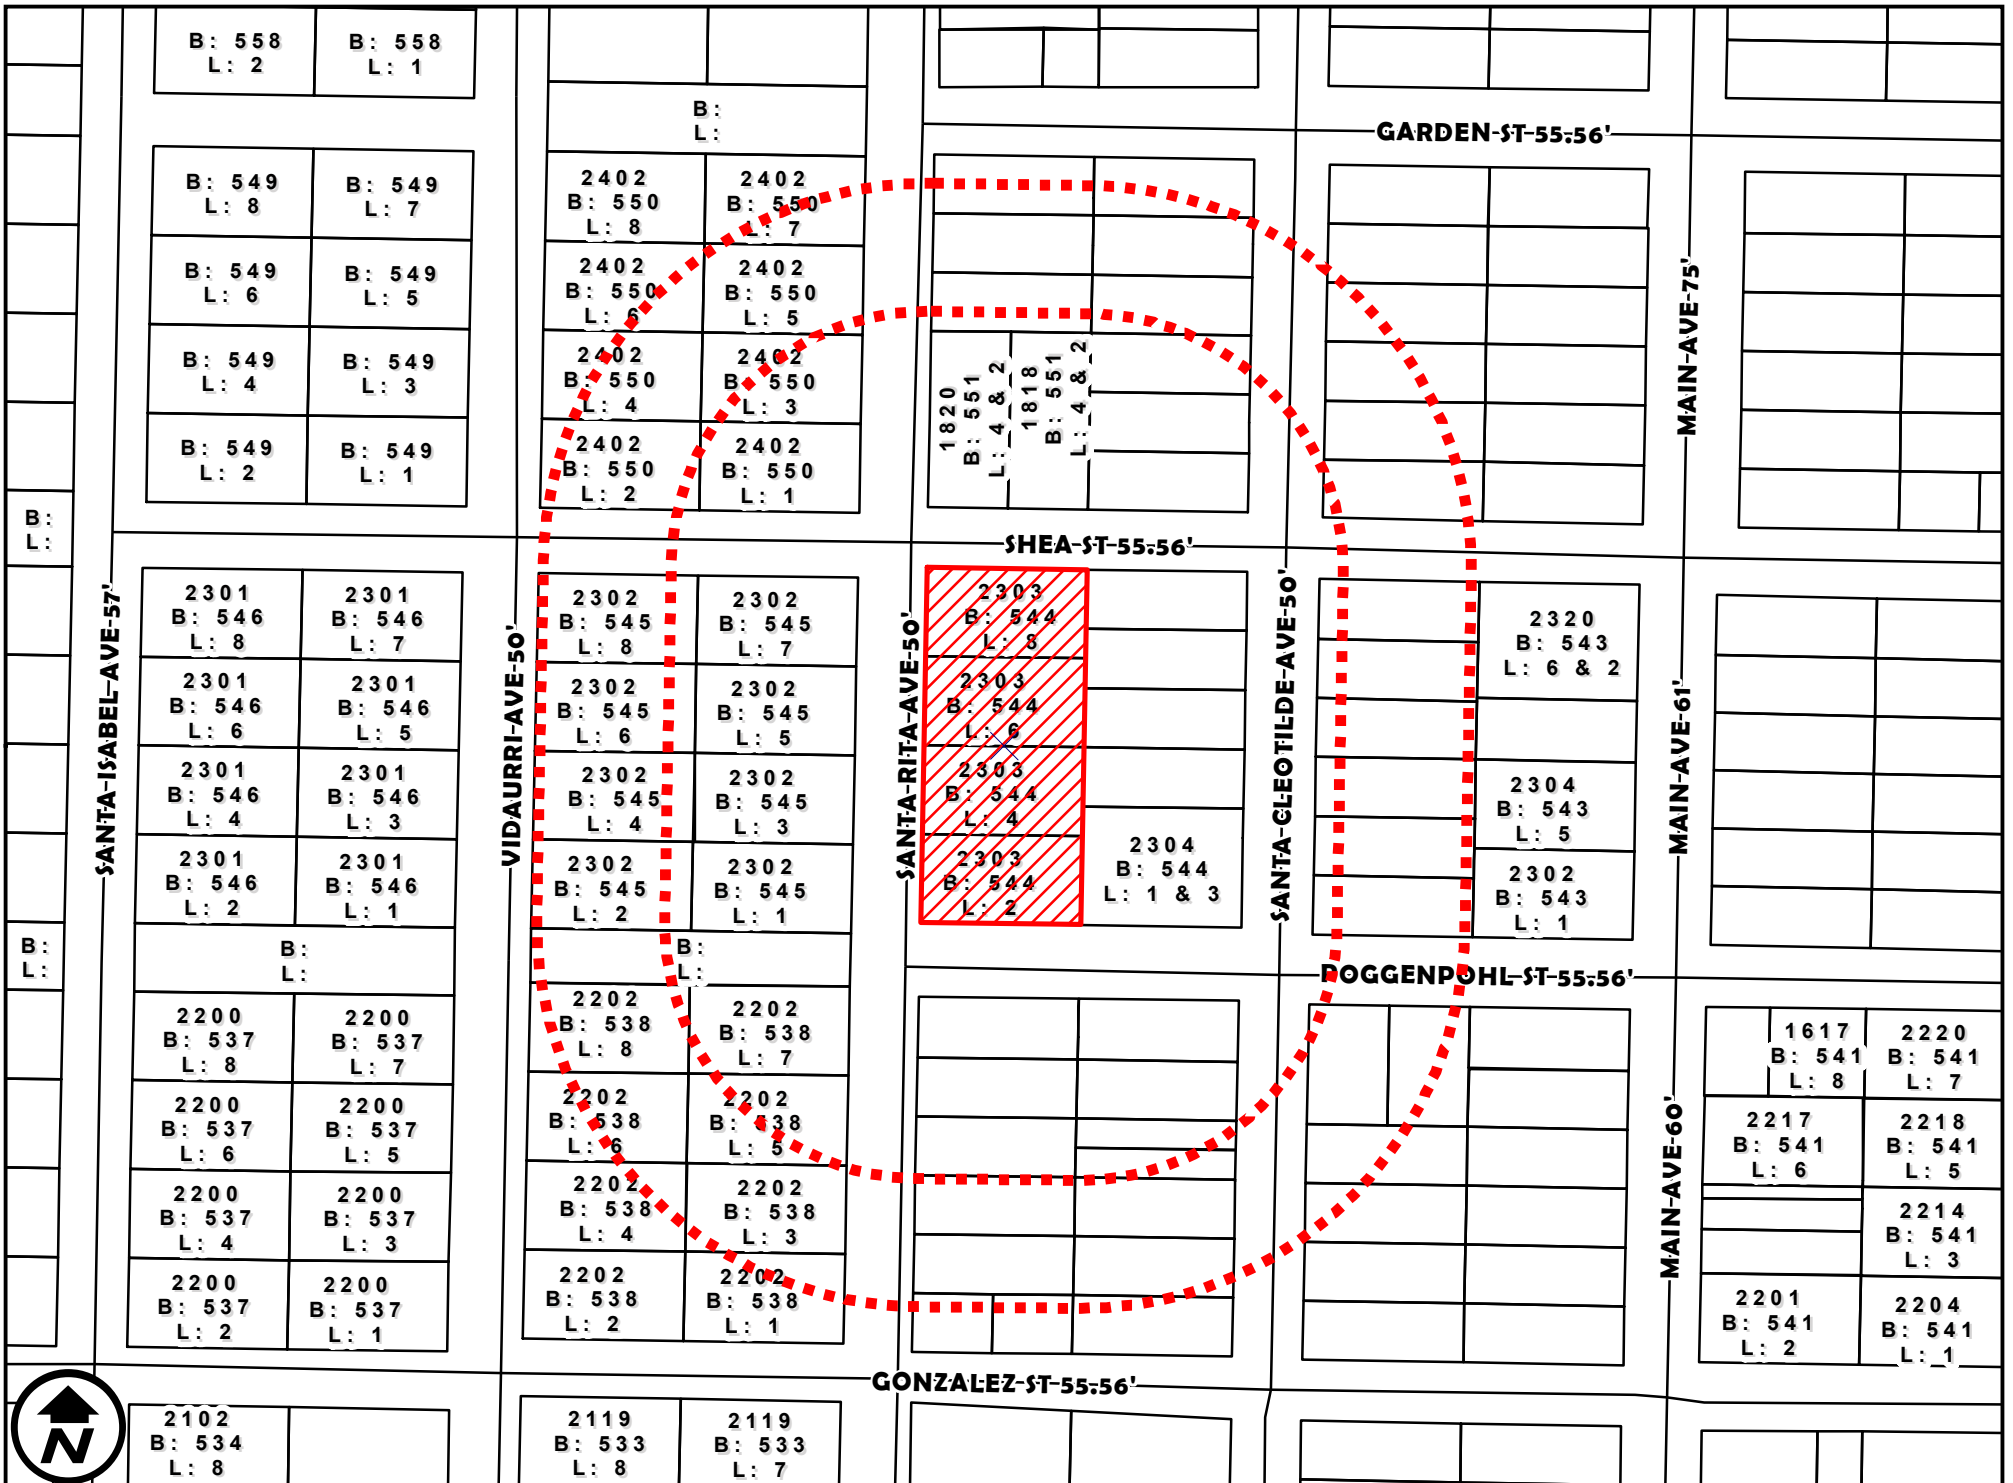 B: 558
L: 2
B: 558
L: 1
B:
L:
GARDEN-ST-55.56'
B: 549
L: 8
B: 549
L: 7
B: 549
L: 6
B: 549
L: 5
B: 549
L: 4
B: 549
L: 3
B: 549
L: 2
B: 549
L: 1
2402
B: 550
L: 8
2402
B: 550
L: 7
2402
B: 550
L: 6
2402
B: 550
L: 5
2402
B: 550
L: 4
2402
B: 550
L: 3
2402
B: 550
L: 2
2402
B: 550
L: 1
1820
B: 551
L: 4 & 2
1818
B: 551
L: 4 & 2
MAIN-AVE-75'
B:
L:
SHEA-ST-55.56'
SANTA-ISABEL-AVE-57'
2301
B: 546
L: 8
2301
B: 546
L: 7
2301
B: 546
L: 6
2301
B: 546
L: 5
2301
B: 546
L: 4
2301
B: 546
L: 3
2301
B: 546
L: 2
2301
B: 546
L: 1
VIDAURRI-AVE-50'
2302
B: 545
L: 8
2302
B: 545
L: 7
2302
B: 545
L: 6
2302
B: 545
L: 5
2302
B: 545
L: 4
2302
B: 545
L: 3
2302
B: 545
L: 2
2302
B: 545
L: 1
SANTA-RITA-AVE-50'
2303
B: 544
L: 8
2303
B: 544
L: 6
2303
B: 544
L: 4
2303
B: 544
L: 2
2304
B: 544
L: 1 & 3
SANTA-CLEOTILDE-AVE-50'
2320
B: 543
L: 6 & 2
2304
B: 543
L: 5
2302
B: 543
L: 1
MAIN-AVE-61'
B:
L:
B:
L:
B:
L:
POGGENPOHL-ST-55.56'
2200
B: 537
L: 8
2200
B: 537
L: 7
2200
B: 537
L: 6
2200
B: 537
L: 5
2200
B: 537
L: 4
2200
B: 537
L: 3
2200
B: 537
L: 2
2200
B: 537
L: 1
2202
B: 538
L: 8
2202
B: 538
L: 7
2202
B: 538
L: 6
2202
B: 538
L: 5
2202
B: 538
L: 4
2202
B: 538
L: 3
2202
B: 538
L: 2
2202
B: 538
L: 1
MAIN-AVE-60'
1617
B: 541
L: 8
2220
B: 541
L: 7
2217
B: 541
L: 6
2218
B: 541
L: 5
2214
B: 541
L: 3
2201
B: 541
L: 2
2204
B: 541
L: 1
GONZALEZ-ST-55.56'
N
2102
B: 534
L: 8
2119
B: 533
L: 8
2119
B: 533
L: 7